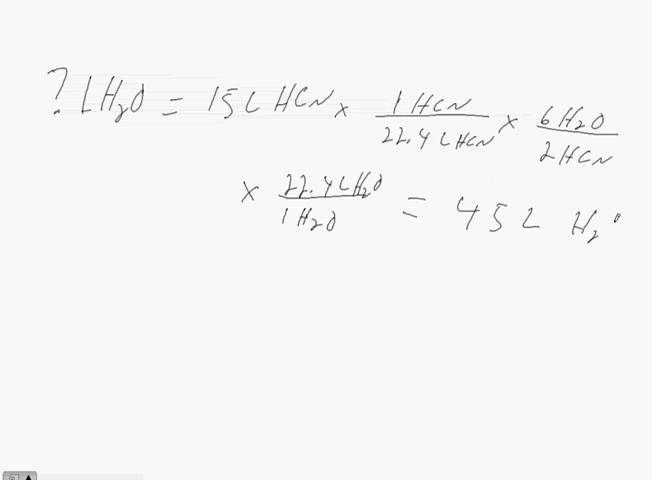 ? L H₂O = 15 L HCN × 1 HCN / 22.4 L HCN × 6 H₂O / 2 HCN
× 22.4 L H₂O / 1 H₂O = 45 L H₂O